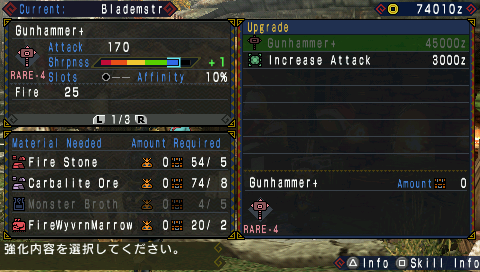 Current: Blademstr
74010z
Gunhammer+
Attack 170
Shrpnss +1
Slots --- Affinity 10%
RARE-4
Fire 25
L 1/3 R
Upgrade
Gunhammer+ 45000z
Increase Attack 3000z
Material Needed Amount Required
Fire Stone 0 54/ 5
Carbalite Ore 0 74/ 8
Monster Broth 0 4/ 5
FireWyvrnMarrow 0 20/ 2
Gunhammer+ Amount 0
RARE-4
強化内容を選択してください。
Info Skill Info